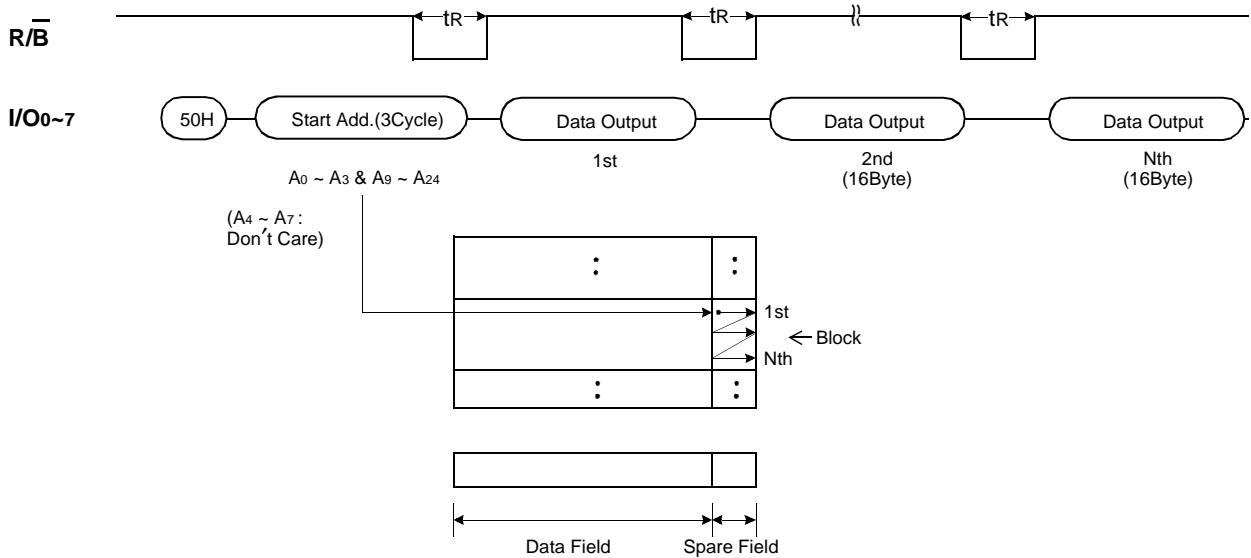 R/B
tR
tR
tR
I/O0~7
50H
Start Add.(3Cycle)
Data Output
Data Output
Data Output
1st
2nd
(16Byte)
Nth
(16Byte)
A0 ~ A3 & A9 ~ A24
(A4 ~ A7 :
Don't Care)
1st
Block
Nth
Data Field
Spare Field